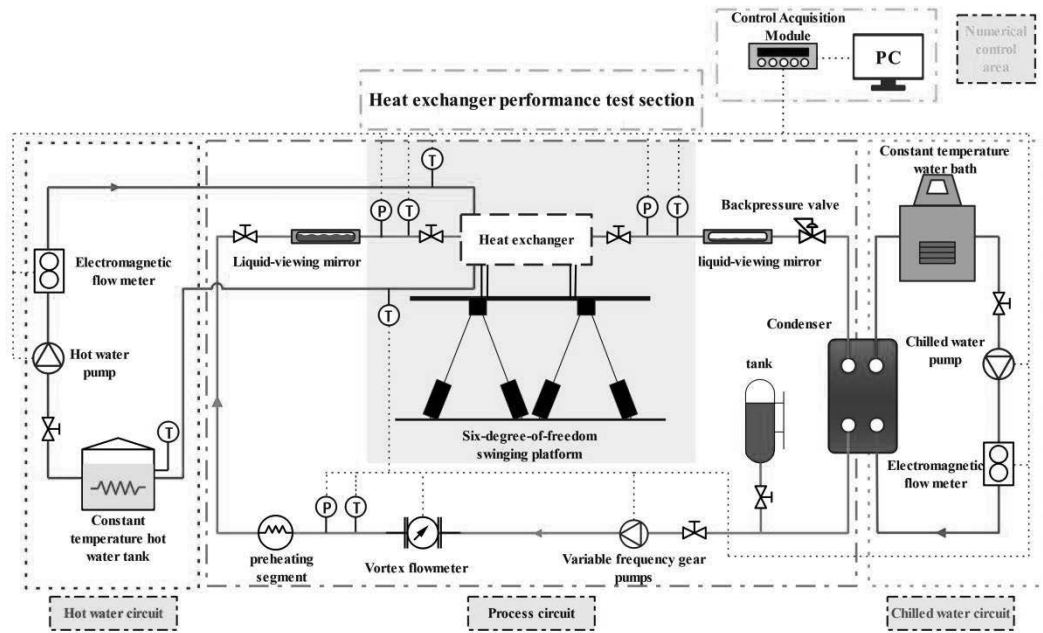 Control Acquisition
Module
PC
Numerical
control
area
Heat exchanger performance test section
T
P
T
P
T
Constant temperature
water bath
Backpressure valve
Heat exchanger
Liquid-viewing mirror
liquid-viewing mirror
Electromagnetic
flow meter
T
Condenser
Hot water
pump
Chilled water
pump
tank
T
Six-degree-of-freedom
swinging platform
Electromagnetic
flow meter
P
T
Constant
temperature hot
water tank
preheating
segment
Vortex flowmeter
Variable frequency gear
pumps
Hot water circuit
Process circuit
Chilled water circuit